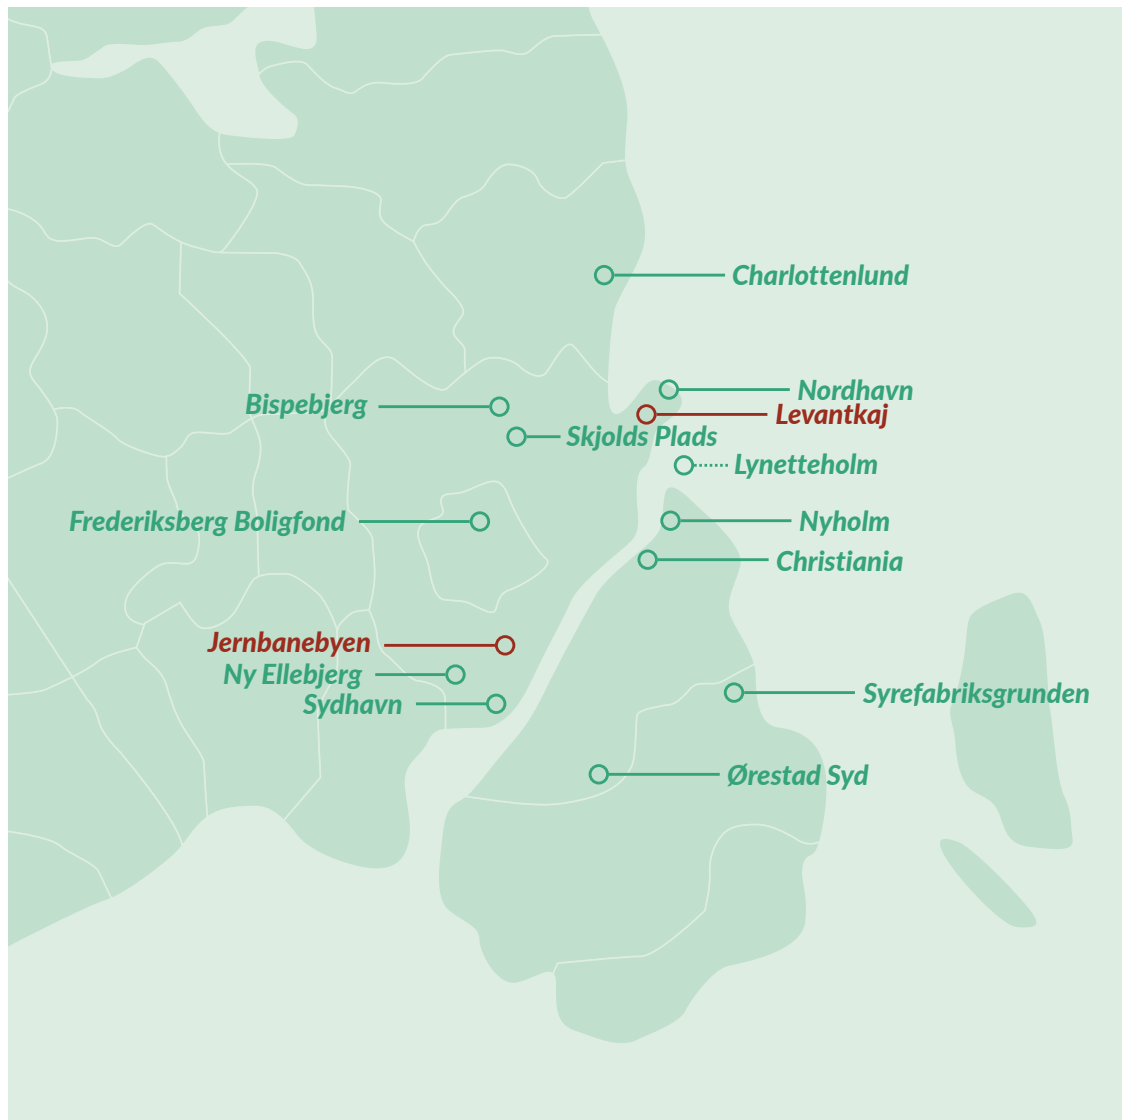 Charlottenlund
Nordhavn
Bispebjerg
Levantkaj
Skjolds Plads
Lynetteholm
Frederiksberg Boligfond
Nyholm
Christiania
Jernbanebyen
Ny Ellebjerg
Syrefabriksgrunden
Sydhavn
Ørestad Syd